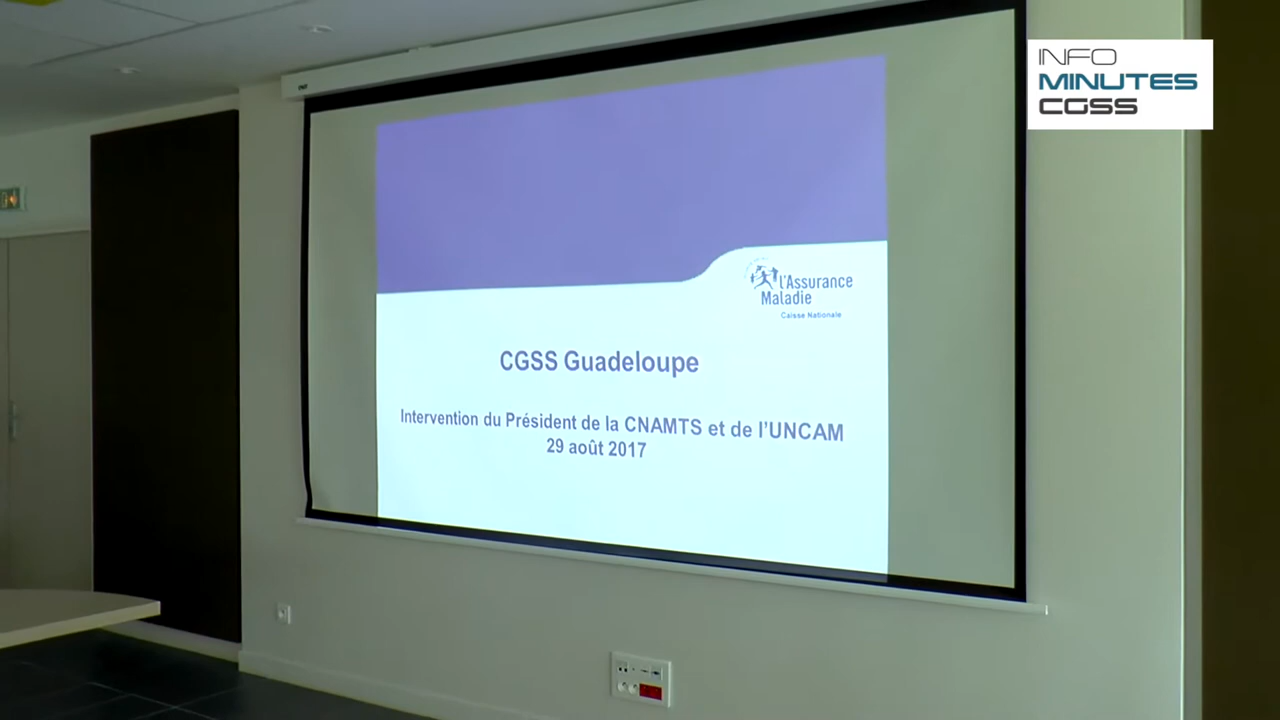 INFO
MINUTES
CGSS
l'Assurance
Maladie
Caisse Nationale
CGSS Guadeloupe
Intervention du Président de la CNAMTS et de l'UNCAM
29 août 2017